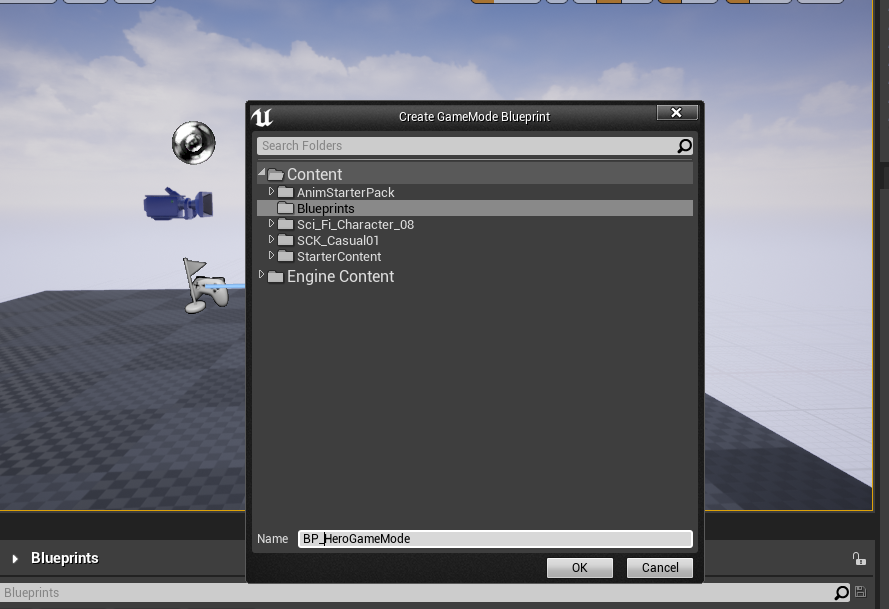 Create GameMode Blueprint
Search Folders
Content
AnimStarterPack
Blueprints
Sci_Fi_Character_08
SCK_Casual01
StarterContent
Engine Content
Name BP_HeroGameMode
OK Cancel
Blueprints
Blueprints